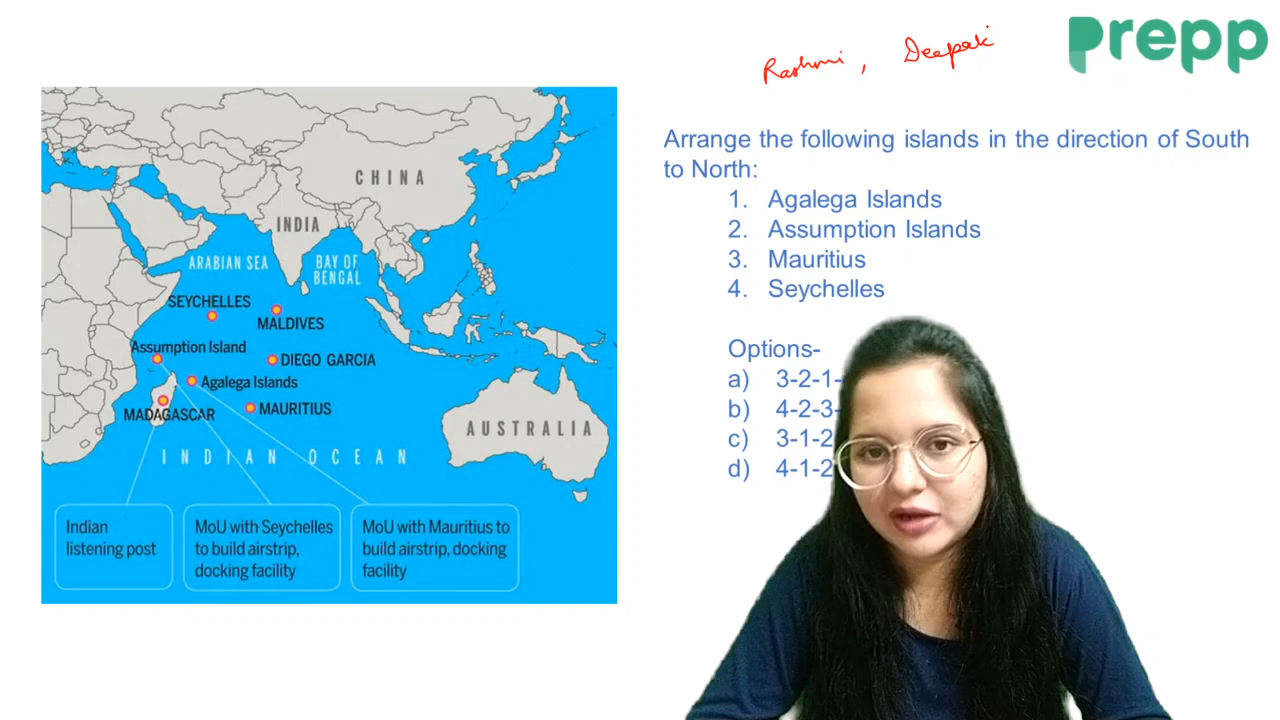 Rashmi, Deepak
Prepp
Arrange the following islands in the direction of South
to North:
1. Agalega Islands
2. Assumption Islands
3. Mauritius
4. Seychelles
Options-
a) 3-2-1-
b) 4-2-3-
c) 3-1-2
d) 4-1-2
CHINA
INDIA
ARABIAN SEA
BAY OF
BENGAL
SEYCHELLES
MALDIVES
Assumption Island
DIEGO GARCIA
Agalega Islands
MADAGASCAR
MAURITIUS
AUSTRALIA
INDIAN OCEAN
Indian
listening post
MoU with Seychelles
to build airstrip,
docking facility
MoU with Mauritius to
build airstrip, docking
facility